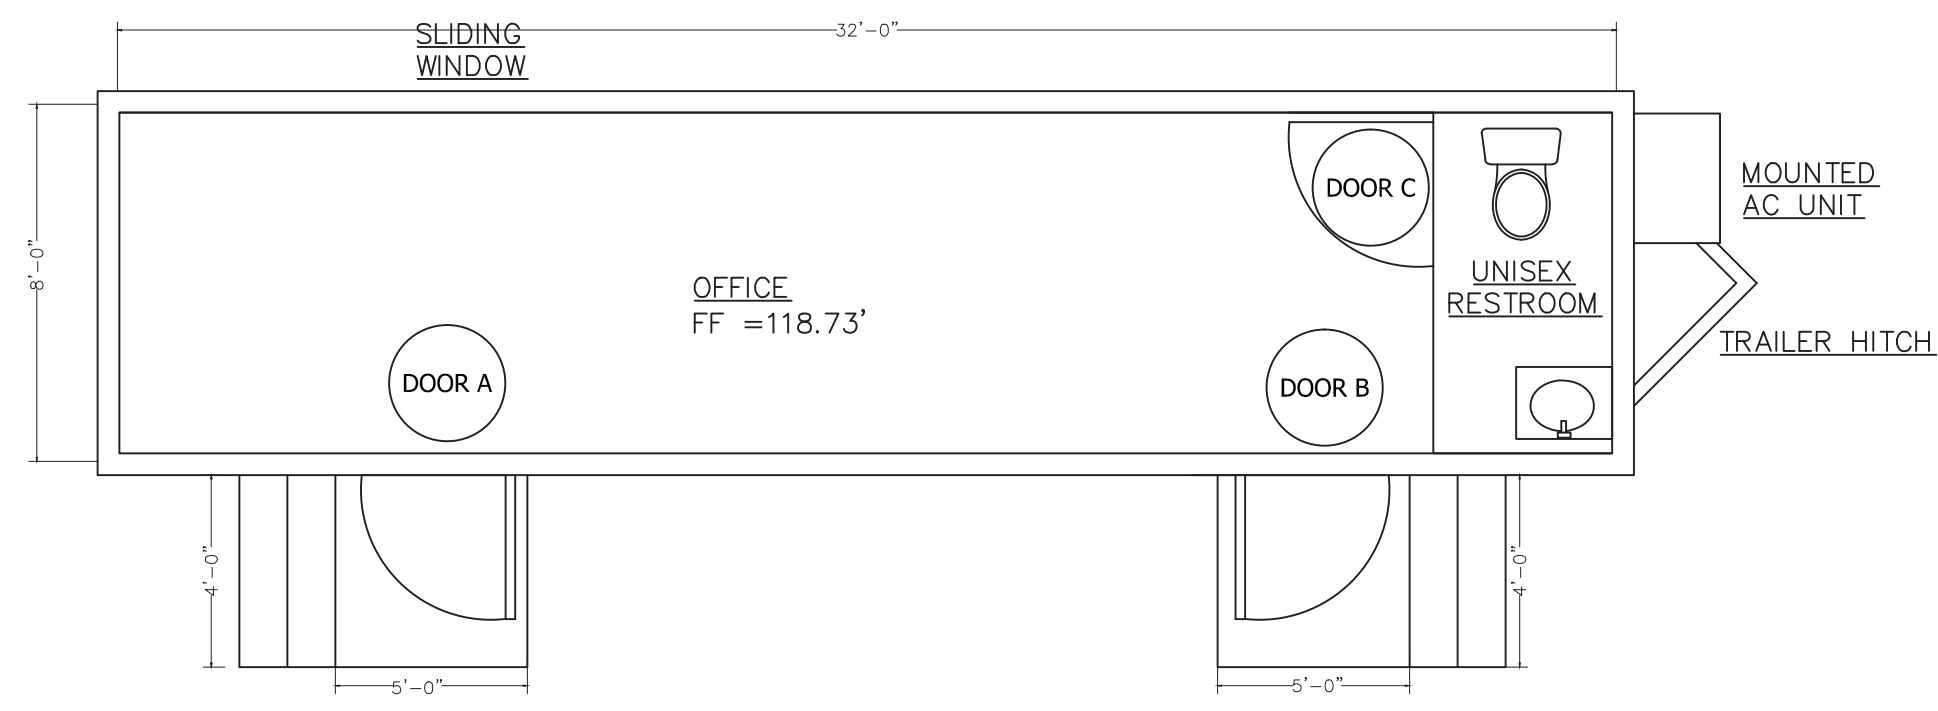 SLIDING
WINDOW
32'-0"
8'-0"
DOOR C
MOUNTED
AC UNIT
UNISEX
RESTROOM
OFFICE
FF =118.73'
TRAILER HITCH
DOOR A
DOOR B
4'-0"
4'-0"
5'-0"
5'-0"